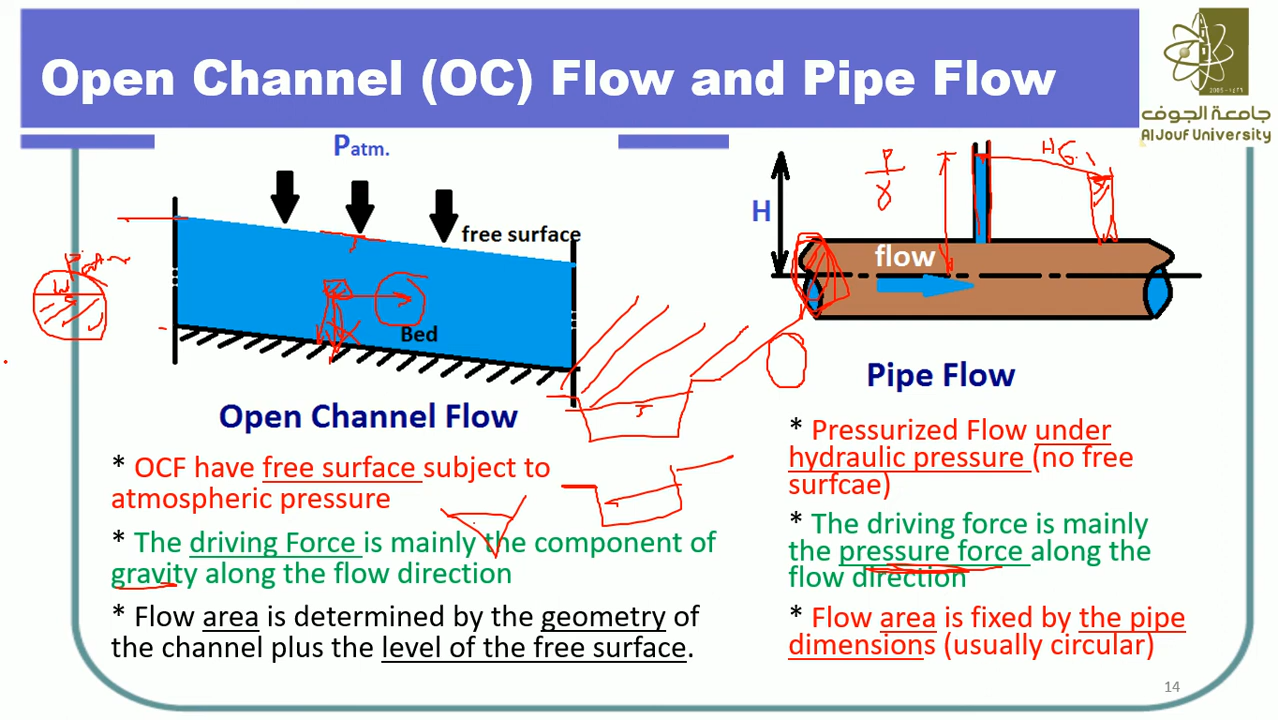 Open Channel (OC) Flow and Pipe Flow
2005 - ١٤٢٦
جامعة الجوف
AlJouf University
Patm.
free surface
Bed
H
P
γ
H G.
flow
Open Channel Flow
Pipe Flow
* OCF have free surface subject to
atmospheric pressure
* The driving Force is mainly the component of
gravity along the flow direction
* Flow area is determined by the geometry of
the channel plus the level of the free surface.
* Pressurized Flow under
hydraulic pressure (no free
surfcae)
* The driving force is mainly
the pressure force along the
flow direction
* Flow area is fixed by the pipe
dimensions (usually circular)
14